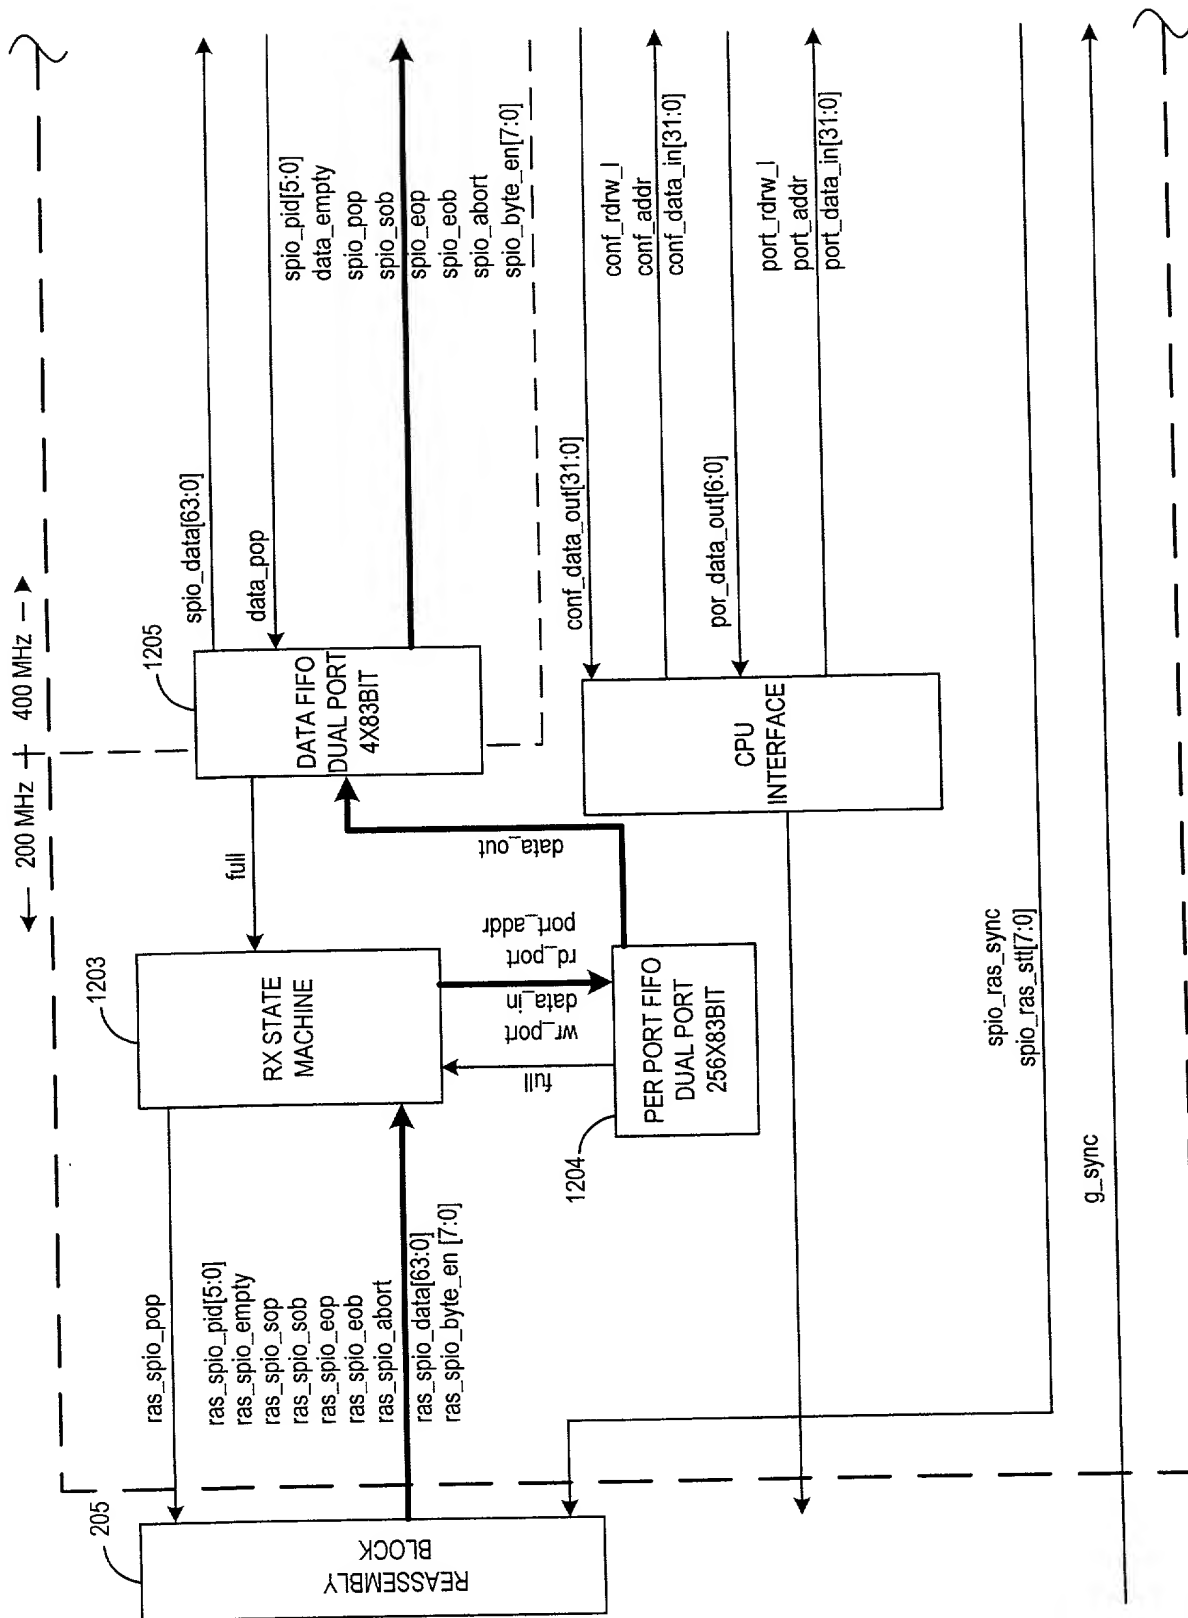 ← 200 MHz
400 MHz →
205
REASSEMBLY
BLOCK
ras_spio_pop
ras_spio_pid[5:0]
ras_spio_empty
ras_spio_sop
ras_spio_sob
ras_spio_eop
ras_spio_eob
ras_spio_abort
ras_spio_data[63:0]
ras_spio_byte_en [7:0]
1203
RX STATE
MACHINE
full
full
wr_port
data_in
rd_port
port_addr
1204
PER PORT FIFO
DUAL PORT
256X83BIT
data_out
1205
DATA FIFO
DUAL PORT
4X83BIT
spio_data[63:0]
data_pop
spio_pid[5:0]
data_empty
spio_pop
spio_sob
spio_eop
spio_eob
spio_abort
spio_byte_en[7:0]
CPU
INTERFACE
conf_data_out[31:0]
conf_rdrw_l
conf_addr
conf_data_in[31:0]
por_data_out[6:0]
port_rdrw_l
port_addr
port_data_in[31:0]
spio_ras_sync
spio_ras_stt[7:0]
g_sync